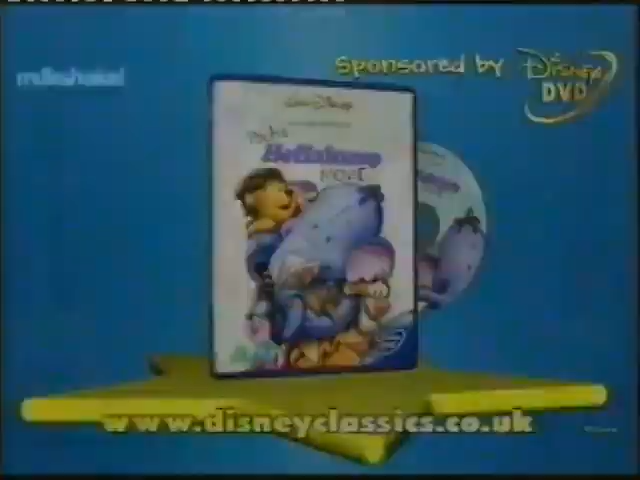 milkshake!
Sponsored by
Disney
DVD
Walt Disney
Pooh's
Heffalump
MOVIE
www.disneyclassics.co.uk